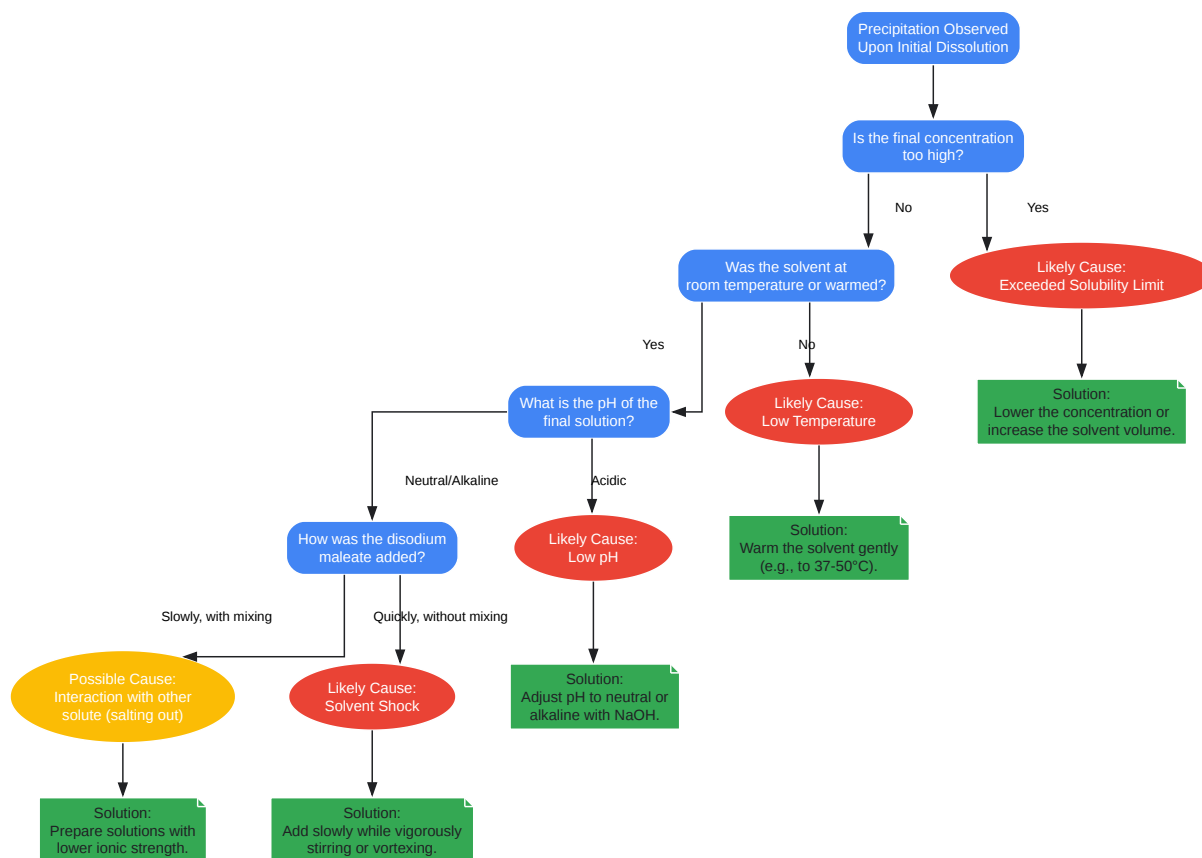 Precipitation Observed
Upon Initial Dissolution
Is the final concentration
too high?
No
Yes
Was the solvent at
room temperature or warmed?
Likely Cause:
Exceeded Solubility Limit
Yes
No
What is the pH of the
final solution?
Likely Cause:
Low Temperature
Solution:
Lower the concentration or
increase the solvent volume.
Neutral/Alkaline
Acidic
How was the disodium
maleate added?
Likely Cause:
Low pH
Solution:
Warm the solvent gently
(e.g., to 37-50°C).
Slowly, with mixing
Quickly, without mixing
Possible Cause:
Interaction with other
solute (salting out)
Likely Cause:
Solvent Shock
Solution:
Adjust pH to neutral or
alkaline with NaOH.
Solution:
Prepare solutions with
lower ionic strength.
Solution:
Add slowly while vigorously
stirring or vortexing.